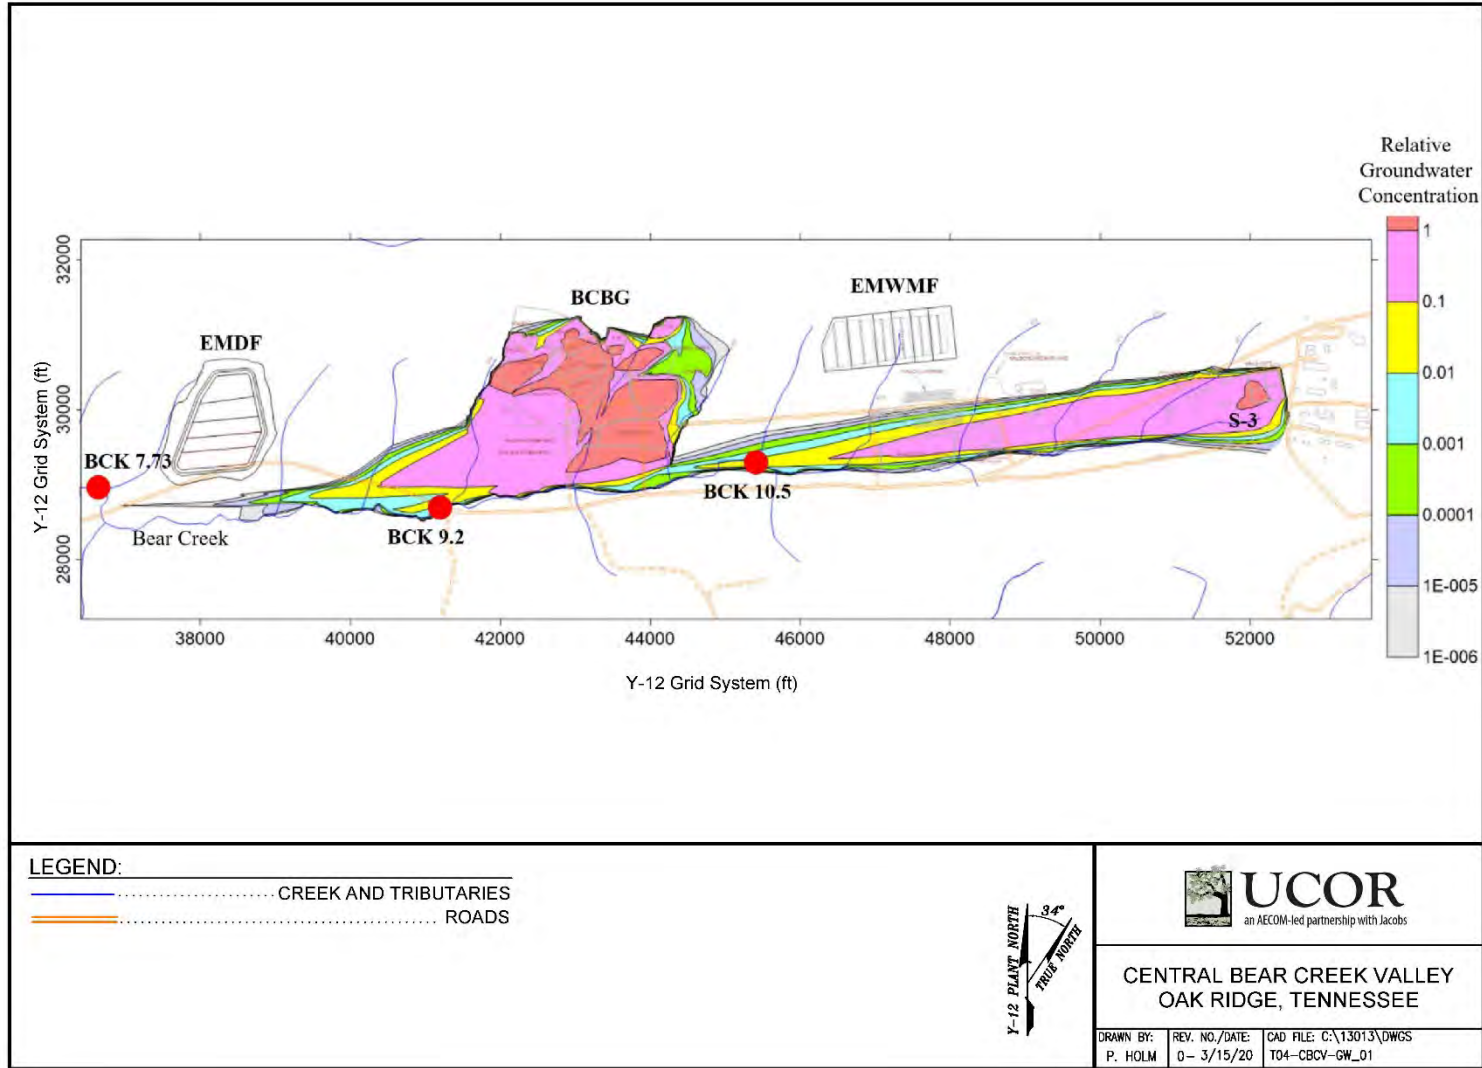 Relative
Groundwater
Concentration
1
0.1
0.01
0.001
0.0001
1E-005
1E-006
32000
30000
28000
Y-12 Grid System (ft)
EMDF
BCBG
EMWMF
S-3
BCK 7.73
BCK 10.5
BCK 9.2
Bear Creek
38000 40000 42000 44000 46000 48000 50000 52000
Y-12 Grid System (ft)
LEGEND:
CREEK AND TRIBUTARIES
ROADS
Y-12 PLANT NORTH
34°
TRUE NORTH
UCOR
an AECOM-led partnership with Jacobs
CENTRAL BEAR CREEK VALLEY
OAK RIDGE, TENNESSEE
DRAWN BY: REV. NO./DATE: CAD FILE: C:\13013\DWGS
P. HOLM 0- 3/15/20 T04-CBCV-GW_01